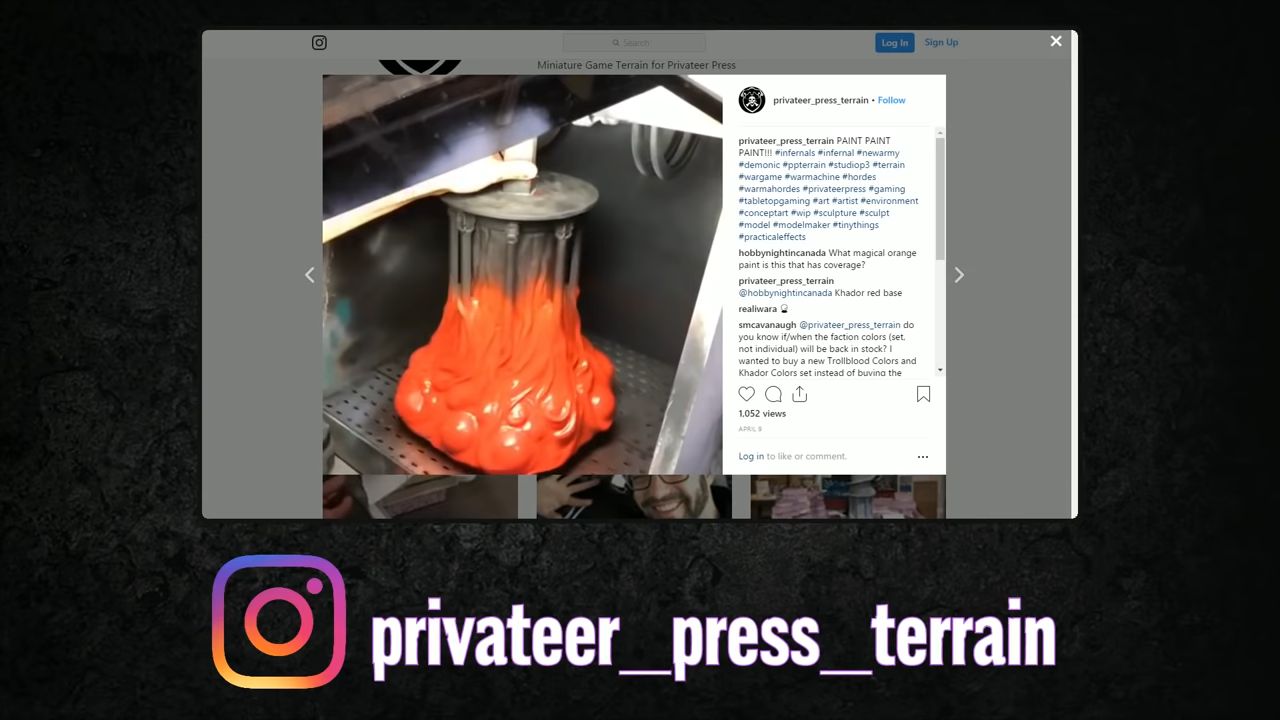 Search
Log In
Sign Up
Miniature Game Terrain for Privateer Press
privateer_press_terrain • Follow
privateer_press_terrain PAINT PAINT
PAINT!!! #infernals #infernal #newarmy
#demonic #ppterrain #studiop3 #terrain
#wargame #warmachine #hordes
#warmahordes #privateerpress #gaming
#tabletopgaming #art #artist #environment
#conceptart #wip #sculpture #sculpt
#model #modelmaker #tinythings
#practicaleffects
hobbynightincanada What magical orange
paint is this that has coverage?
privateer_press_terrain
@hobbynightincanada Khador red base
realiwara
smcavanaugh @privateer_press_terrain do
you know if/when the faction colors (set,
not individual) will be back in stock? I
wanted to buy a new Trollblood Colors and
Khador Colors set instead of buying the
1,052 views
APRIL 9
Log in to like or comment.
privateer_press_terrain